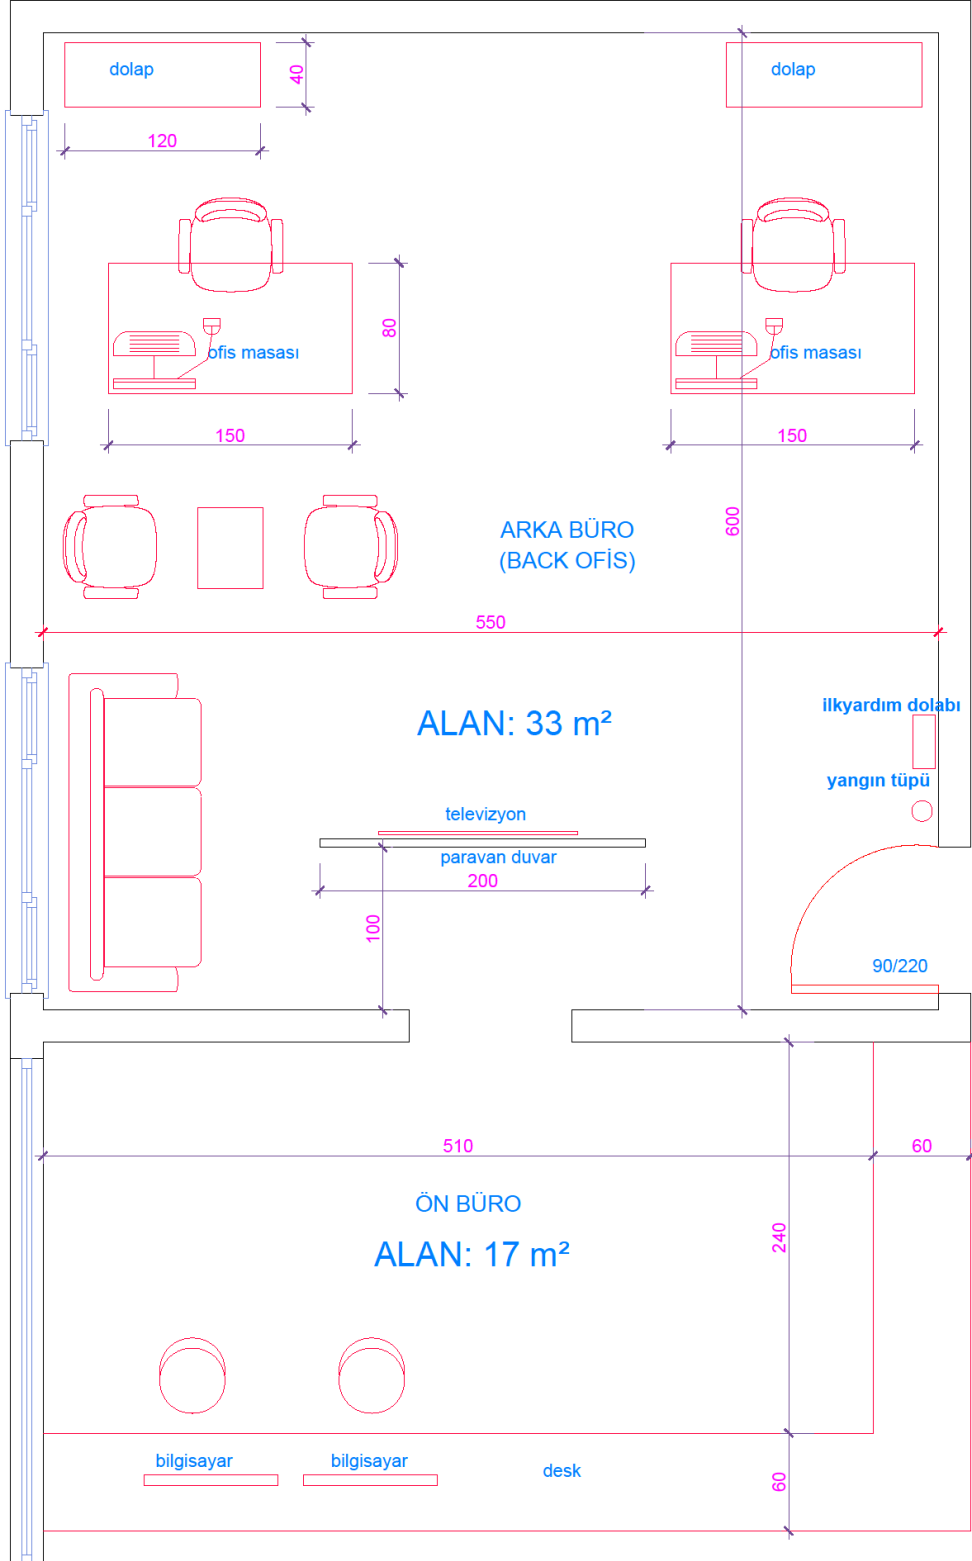 dolap
40
dolap
120
80
ofis masası
ofis masası
150
150
ARKA BÜRO
(BACK OFİS)
600
550
ALAN: 33 m²
ilkyardım dolabı
yangın tüpü
televizyon
paravan duvar
200
100
90/220
510
60
ÖN BÜRO
240
ALAN: 17 m²
bilgisayar
bilgisayar
desk
60